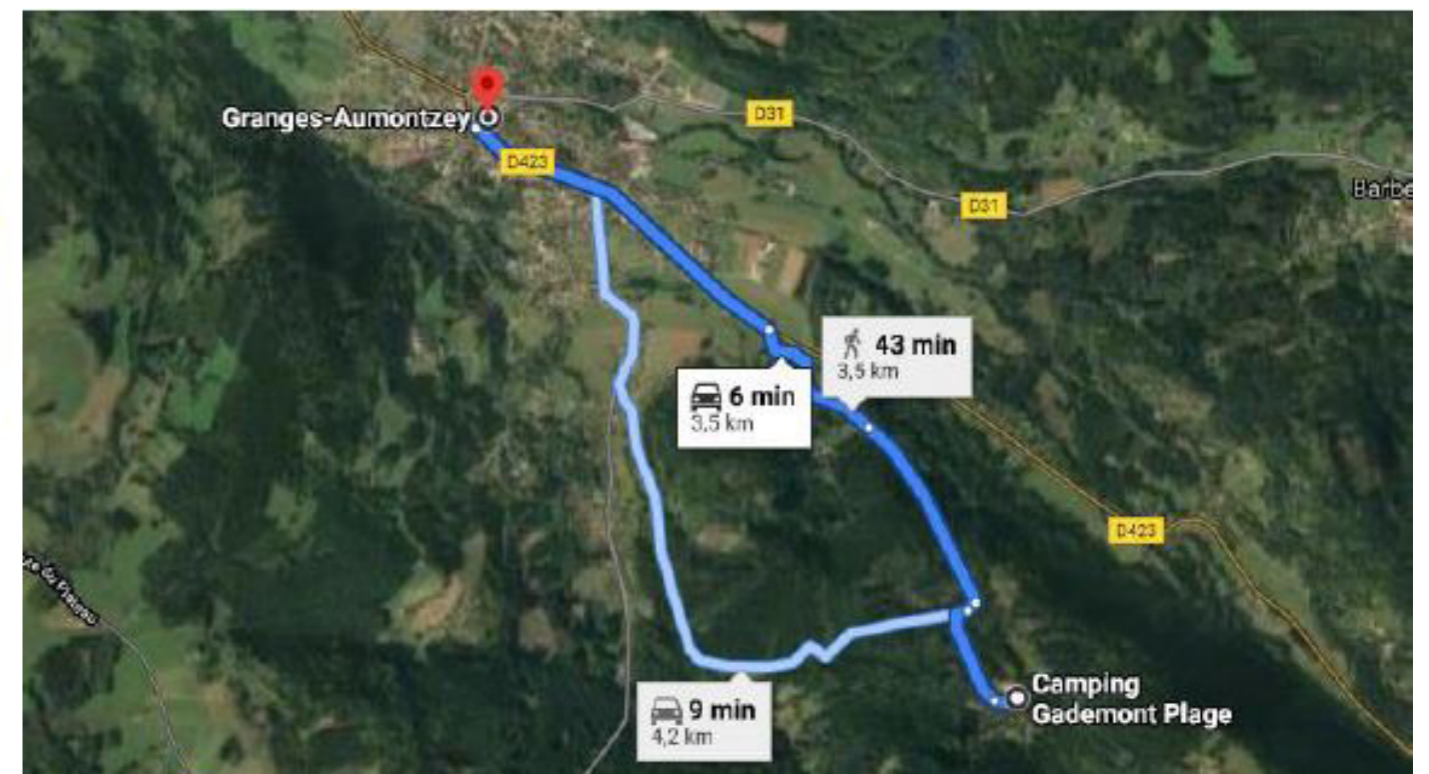 D31
Granges-Aumontzey
D423
D31
43 min
3,5 km
6 min
3,5 km
D423
Camping
Gademont Plage
9 min
4,2 km